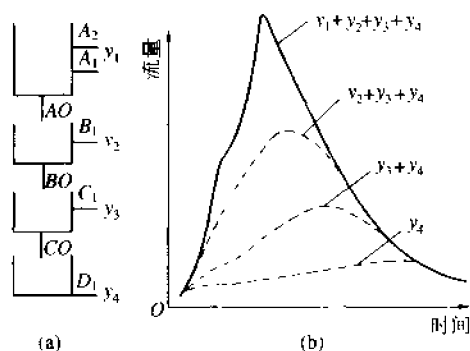 A₂
y₁
A₁
AO
B₁
y₂
BO
C₁
y₃
CO
D₁
y₄
(a)
流量
y₁+y₂+y₃+y₄
y₂+y₃+y₄
y₃+y₄
y₄
O
时间
(b)